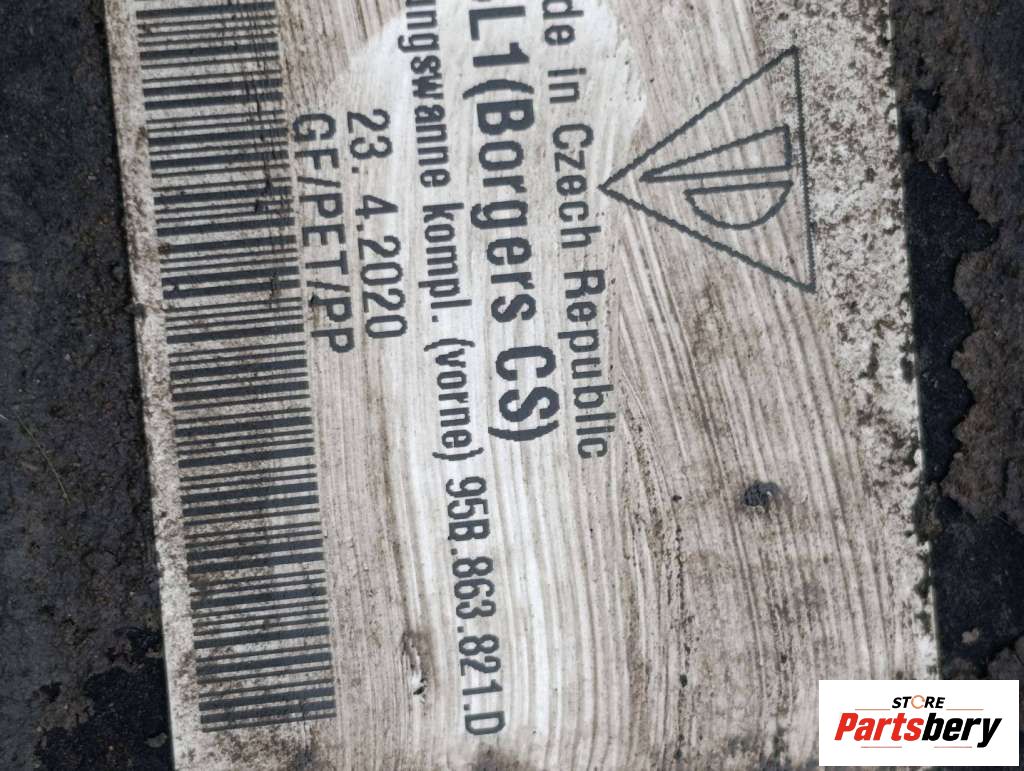 de in Czech Republic
L1(Borgers CS)
ungswanne kompl. (vorne) 95B.863.821.D
23. 4.2020
GF/PET/PP
STORE
Partsbery